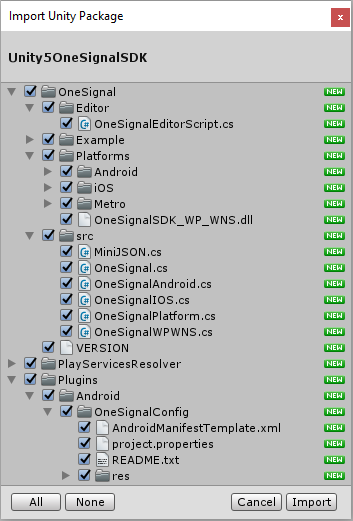 Import Unity Package
x
Unity5OneSignalSDK
OneSignal NEW
Editor NEW
C# OneSignalEditorScript.cs NEW
Example NEW
Platforms NEW
Android NEW
iOS NEW
Metro NEW
OneSignalSDK_WP_WNS.dll NEW
src NEW
C# MiniJSON.cs NEW
C# OneSignal.cs NEW
C# OneSignalAndroid.cs NEW
C# OneSignalIOS.cs NEW
C# OneSignalPlatform.cs NEW
C# OneSignalWPWNS.cs NEW
VERSION NEW
PlayServicesResolver NEW
Plugins NEW
Android NEW
OneSignalConfig NEW
AndroidManifestTemplate.xml NEW
project.properties NEW
README.txt NEW
res NEW
All None Cancel Import